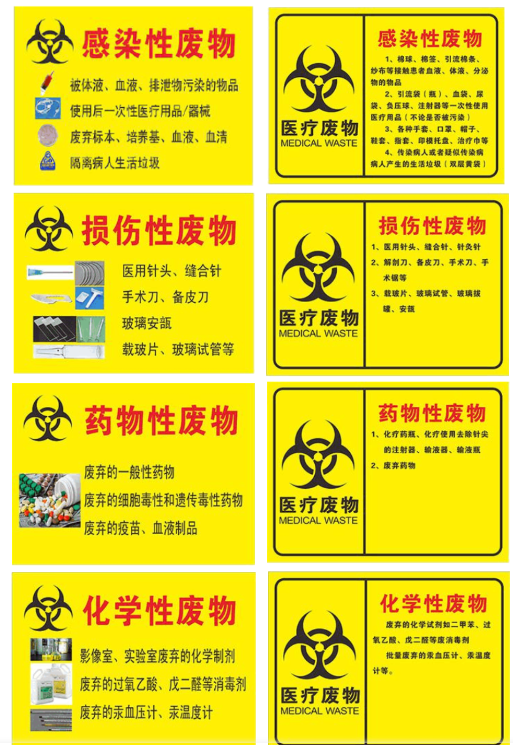 感染性废物
被体液、血液、排泄物污染的物品
使用后一次性医疗用品/器械
废弃标本、培养基、血液、血清
隔离病人生活垃圾
感染性废物
1、棉球、棉签、引流棉条、
纱布等接触患者血液、体液、分泌
物的物品
2、引流袋（瓶）、血袋、尿
袋、负压球、注射器等一次性使用
医疗用品（不论是否被污染）
3、各种手套、口罩、帽子、
鞋套、指套、印模托盘、治疗巾等
4、传染病人或者疑似传染病
病人产生的生活垃圾（双层黄袋）
医疗废物
MEDICAL WASTE
损伤性废物
医用针头、缝合针
手术刀、备皮刀
玻璃安瓿
载玻片、玻璃试管等
损伤性废物
1、医用针头、缝合针、针灸针
2、解剖刀、备皮刀、手术刀、手
术锯等
3、载玻片、玻璃试管、玻璃拔
罐、安瓿
医疗废物
MEDICAL WASTE
药物性废物
废弃的一般性药物
废弃的细胞毒性和遗传毒性药物
废弃的疫苗、血液制品
药物性废物
1、化疗药瓶、化疗使用去除针尖
的注射器、输液器、输液瓶
2、废弃药物
医疗废物
MEDICAL WASTE
化学性废物
影像室、实验室废弃的化学制剂
废弃的过氧乙酸、戊二醛等消毒剂
废弃的汞血压计、汞温度计
化学性废物
废弃的化学试剂如二甲苯、过
氧乙酸、戊二醛等废消毒剂
批量废弃的汞血压计、汞温度
计等。
医疗废物
MEDICAL WASTE